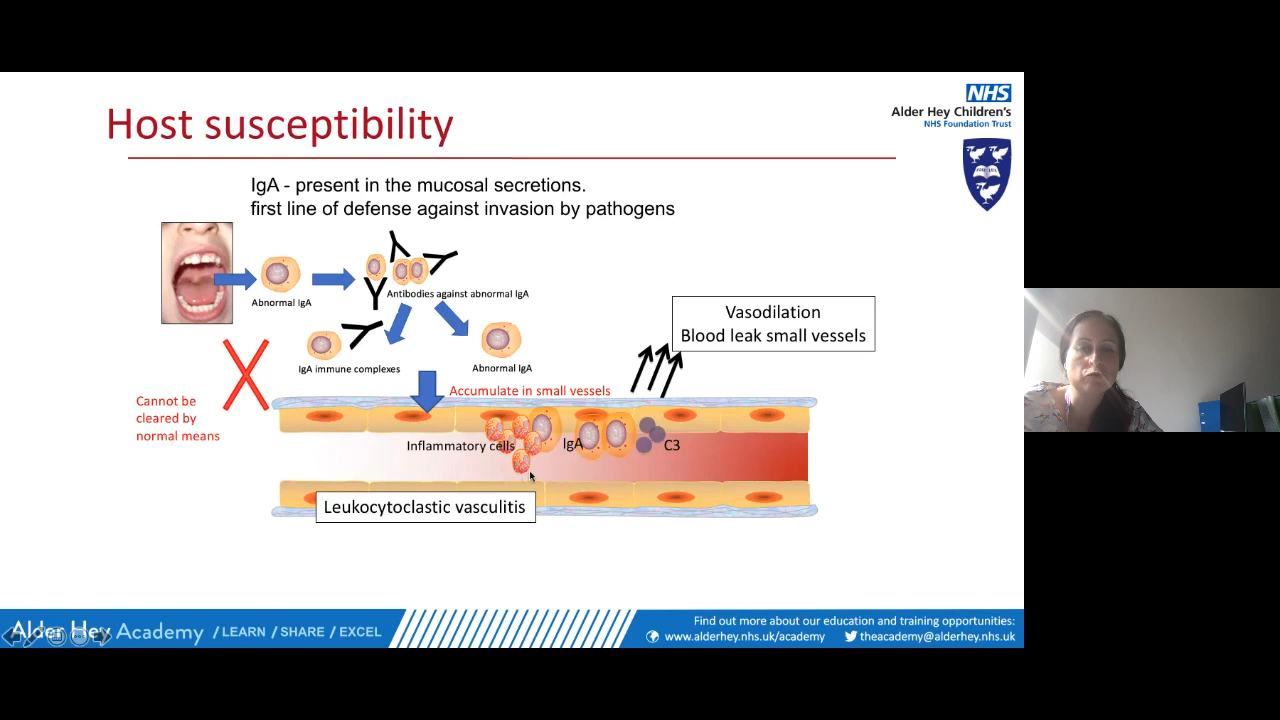 Host susceptibility
NHS
Alder Hey Children's
NHS Foundation Trust
IgA - present in the mucosal secretions.
first line of defense against invasion by pathogens
Abnormal IgA
Antibodies against abnormal IgA
Vasodilation
Blood leak small vessels
IgA immune complexes
Abnormal IgA
Accumulate in small vessels
Cannot be
cleared by
normal means
Inflammatory cells
IgA
C3
Leukocytoclastic vasculitis
Alder Hey Academy / LEARN / SHARE / EXCEL
Find out more about our education and training opportunities:
www.alderhey.nhs.uk/academy theacademy@alderhey.nhs.uk